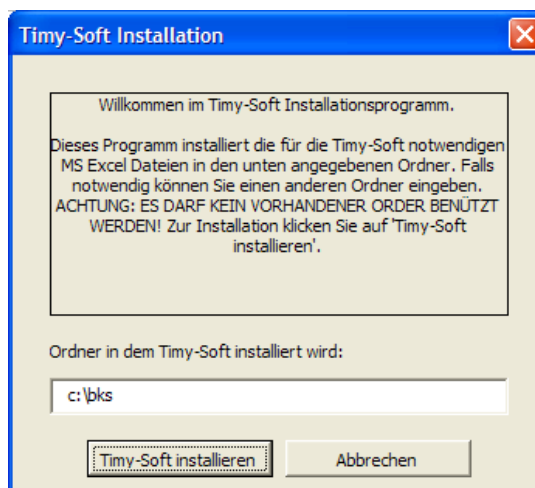 Timy-Soft Installation
Willkommen im Timy-Soft Installationsprogramm.
Dieses Programm installiert die für die Timy-Soft notwendigen
MS Excel Dateien in den unten angegebenen Ordner. Falls
notwendig können Sie einen anderen Ordner eingeben.
ACHTUNG: ES DARF KEIN VORHANDENER ORDER BENÜTZT
WERDEN! Zur Installation klicken Sie auf 'Timy-Soft
installieren'.
Ordner in dem Timy-Soft installiert wird:
c:\bks
Timy-Soft installieren
Abbrechen